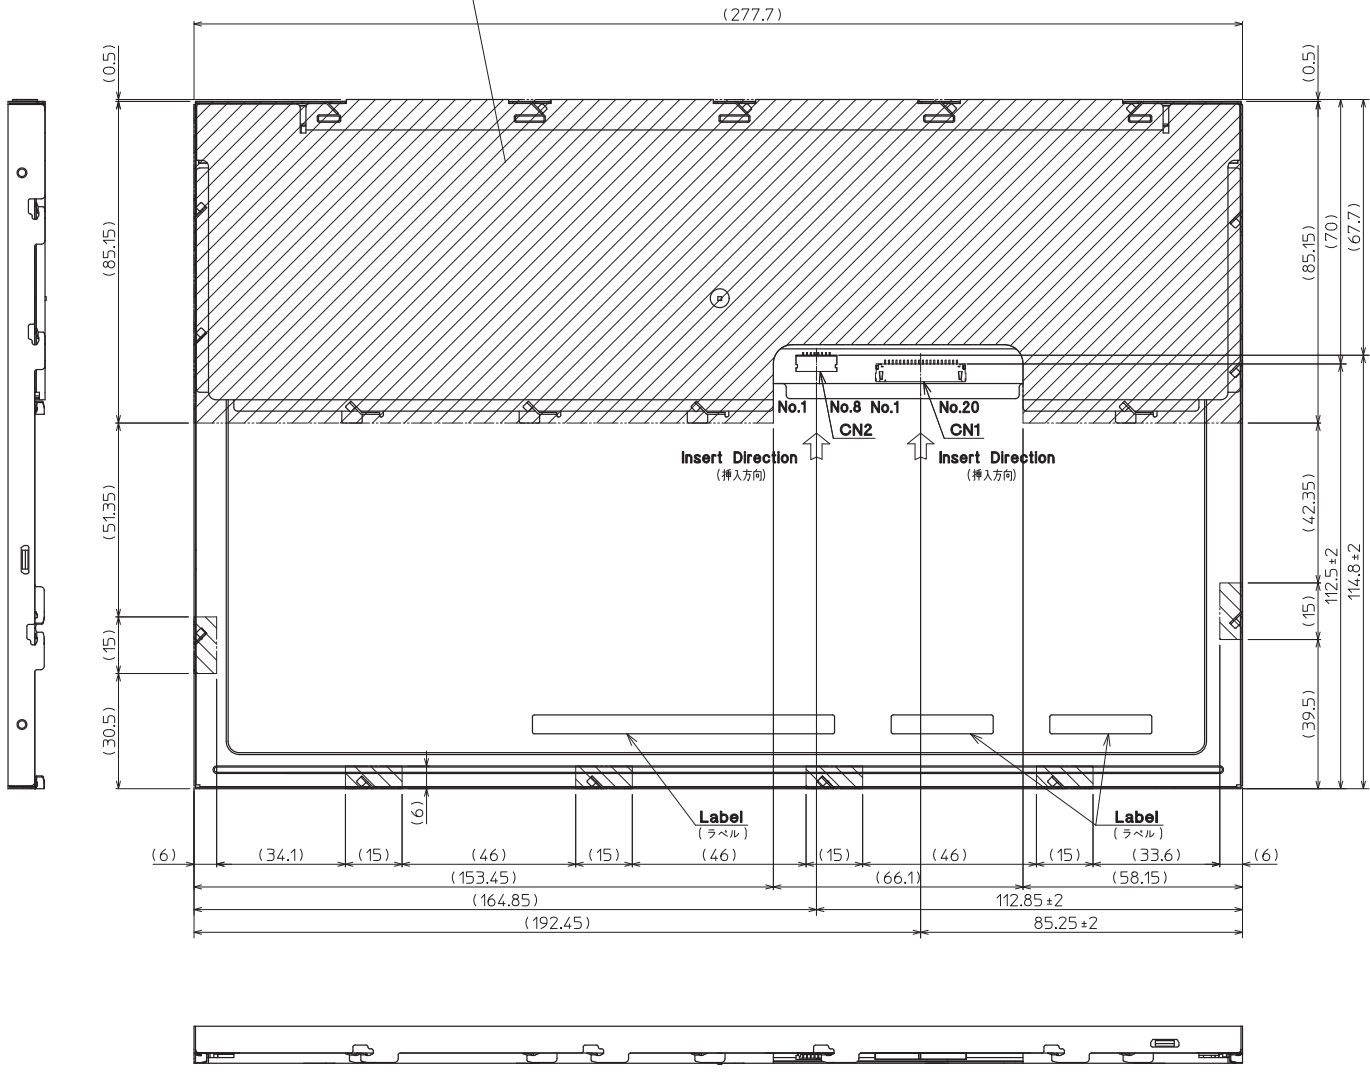 (277.7)
(0.5)
(0.5)
(85.15)
(85.15)
(70)
(67.7)
No.1 No.8 No.1 No.20
CN2 CN1
Insert Direction Insert Direction
(挿入方向) (挿入方向)
(51.35)
(42.35)
112.5±2
114.8±2
(15)
(15)
(30.5)
(39.5)
(6)
Label Label
(ラベル) (ラベル)
(6) (34.1) (15) (46) (15) (46) (15) (46) (15) (33.6) (6)
(153.45) (66.1) (58.15)
(164.85) 112.85±2
(192.45) 85.25±2